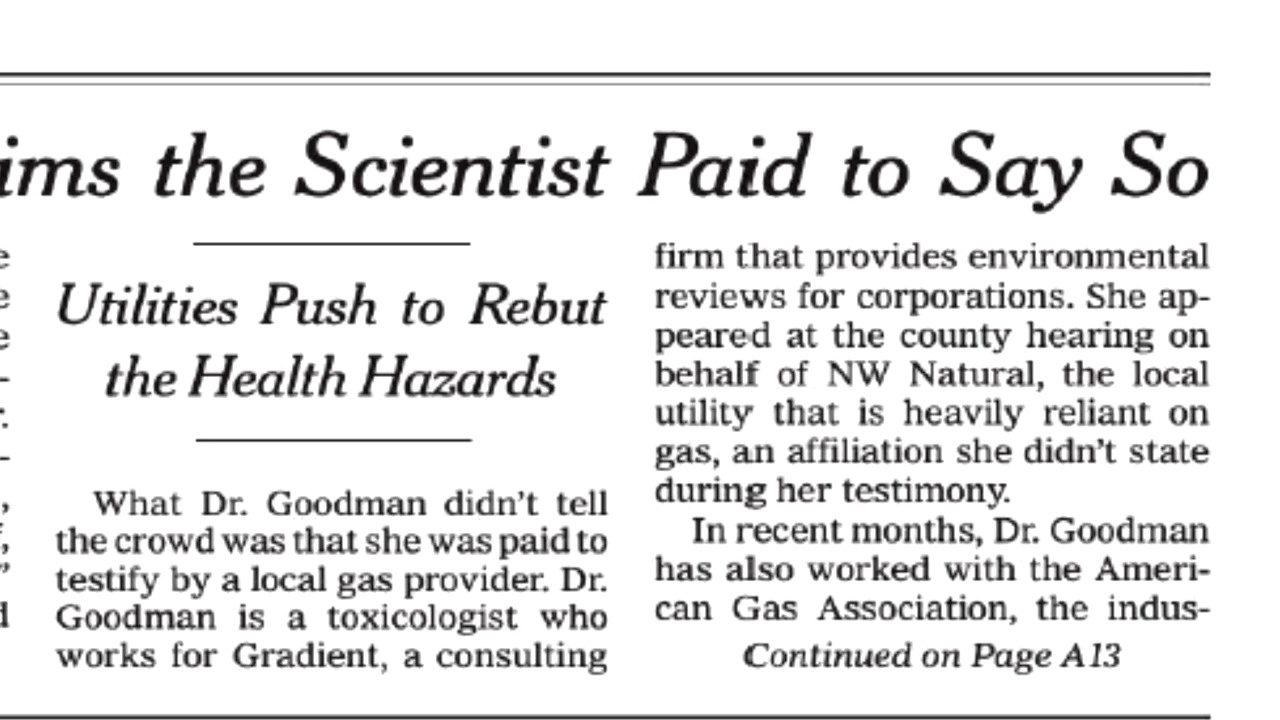 ims the Scientist Paid to Say So
Utilities Push to Rebut
the Health Hazards
What Dr. Goodman didn't tell
the crowd was that she was paid to
testify by a local gas provider. Dr.
Goodman is a toxicologist who
works for Gradient, a consulting
firm that provides environmental
reviews for corporations. She ap-
peared at the county hearing on
behalf of NW Natural, the local
utility that is heavily reliant on
gas, an affiliation she didn't state
during her testimony.
In recent months, Dr. Goodman
has also worked with the Ameri-
can Gas Association, the indus-
Continued on Page A13